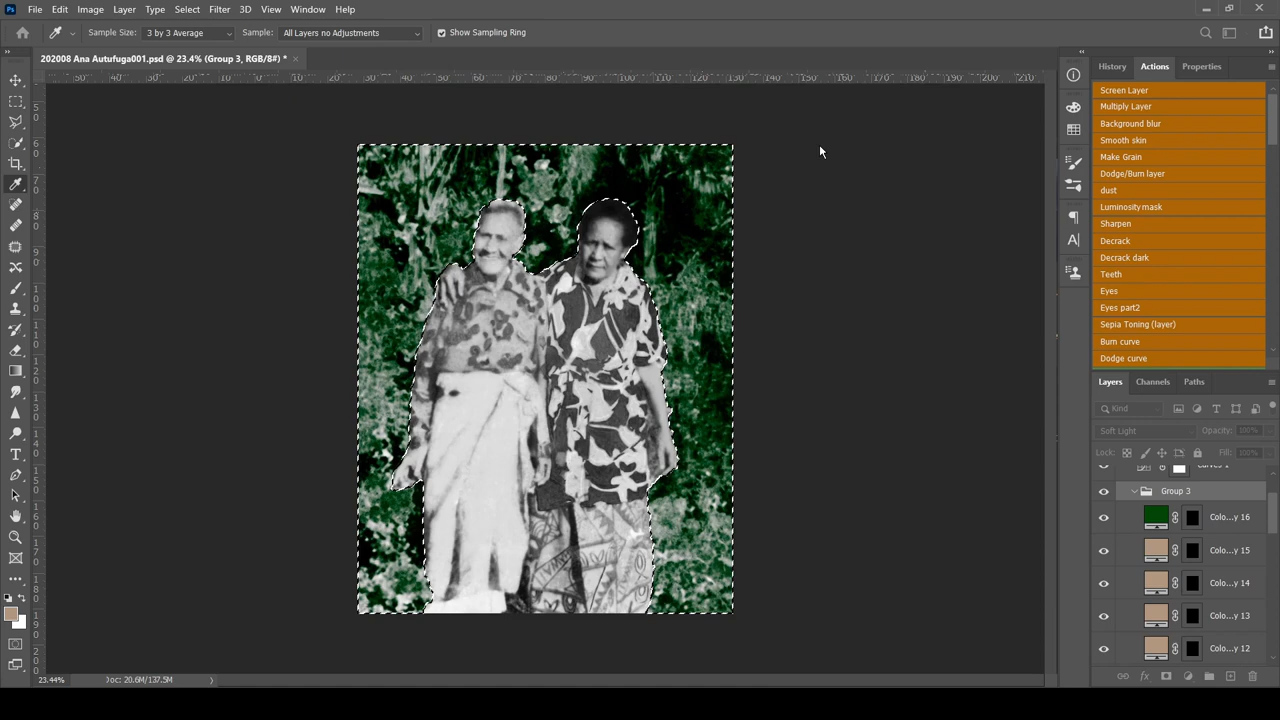 Ps File Edit Image Layer Type Select Filter 3D View Window Help
Sample Size: 3 by 3 Average Sample: All Layers no Adjustments Show Sampling Ring
202008 Ana Autufuga001.psd @ 23.4% (Group 3, RGB/8#) * ×
History Actions Properties
Screen Layer
Multiply Layer
Background blur
Smooth skin
Make Grain
Dodge/Burn layer
dust
Luminosity mask
Sharpen
Decrack
Decrack dark
Teeth
Eyes
Eyes part2
Sepia Toning (layer)
Burn curve
Dodge curve
Layers Channels Paths
Kind
Soft Light Opacity: 100%
Lock: Fill: 100%
Curves 1
Group 3
Colo...y 16
Colo...y 15
Colo...y 14
Colo...y 13
Colo...y 12
23.44% Doc: 20.6M/137.5M